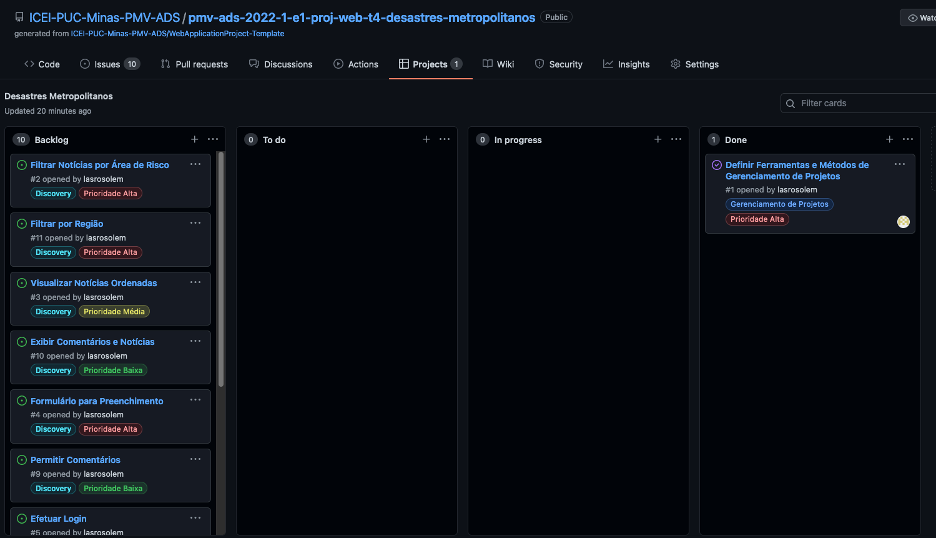 ICEI-PUC-Minas-PMV-ADS / pmv-ads-2022-1-e1-proj-web-t4-desastres-metropolitanos Public
generated from ICEI-PUC-Minas-PMV-ADS/WebApplicationProject-Template
Code Issues 10 Pull requests Discussions Actions Projects 1 Wiki Security Insights Settings
Desastres Metropolitanos
Updated 20 minutes ago
Filter cards
10 Backlog
Filtrar Notícias por Área de Risco
#2 opened by lasrosolem
Discovery Prioridade Alta
Filtrar por Região
#11 opened by lasrosolem
Discovery Prioridade Alta
Visualizar Notícias Ordenadas
#3 opened by lasrosolem
Discovery Prioridade Média
Exibir Comentários e Notícias
#10 opened by lasrosolem
Discovery Prioridade Baixa
Formulário para Preenchimento
#4 opened by lasrosolem
Discovery Prioridade Alta
Permitir Comentários
#9 opened by lasrosolem
Discovery Prioridade Baixa
Efetuar Login
#5 opened by lasrosolem
0 To do
0 In progress
1 Done
Definir Ferramentas e Métodos de
Gerenciamento de Projetos
#1 opened by lasrosolem
Gerenciamento de Projetos
Prioridade Alta